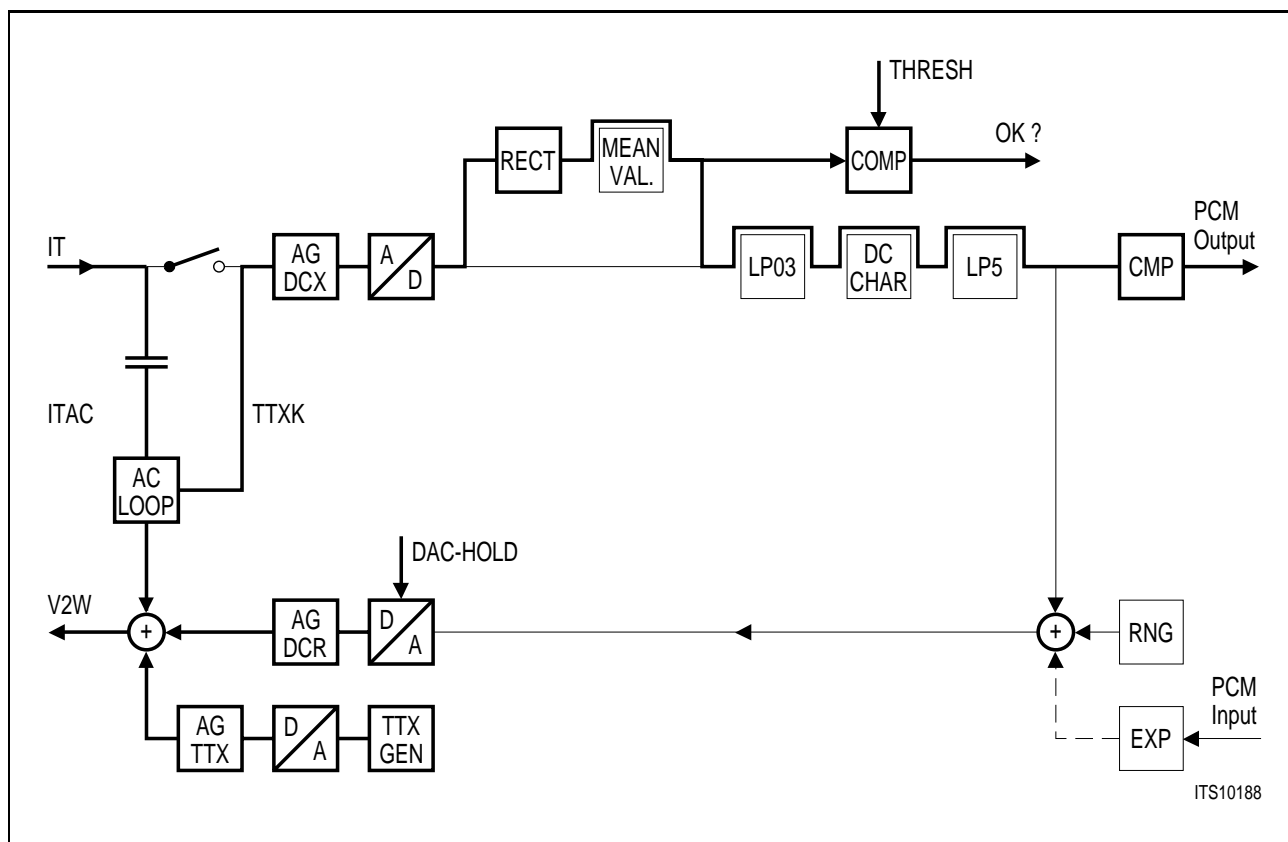 THRESH
OK ?
RECT
MEAN
VAL.
COMP
IT
AG
DCX
A
D
LP03
DC
CHAR
LP5
CMP
PCM
Output
ITAC
TTXK
AC
LOOP
DAC-HOLD
V2W
+
AG
DCR
D
A
+
RNG
AG
TTX
D
A
TTX
GEN
EXP
PCM
Input
ITS10188